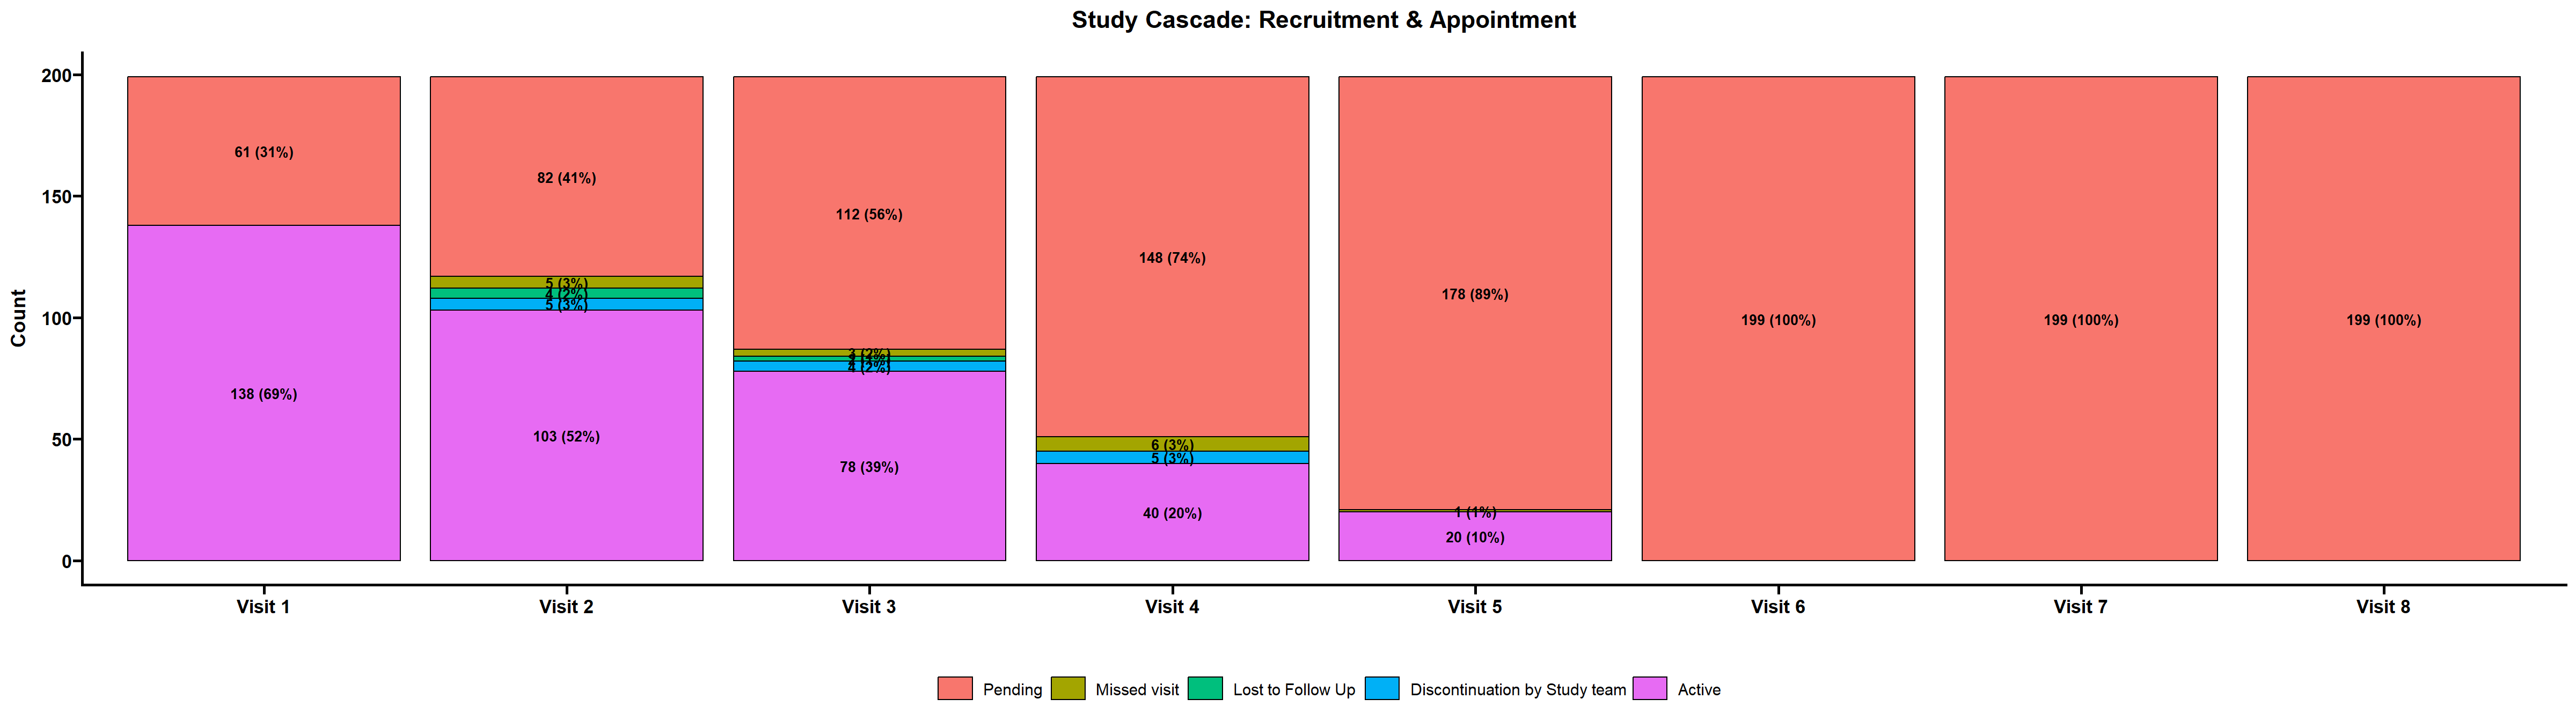 Study Cascade: Recruitment & Appointment
Count
200
150
100
50
0
61 (31%)
138 (69%)
82 (41%)
5 (3%)
4 (2%)
5 (3%)
103 (52%)
112 (56%)
3 (2%)
4 (2%)
78 (39%)
148 (74%)
6 (3%)
5 (3%)
40 (20%)
178 (89%)
1 (1%)
20 (10%)
199 (100%)
199 (100%)
199 (100%)
Visit 1
Visit 2
Visit 3
Visit 4
Visit 5
Visit 6
Visit 7
Visit 8
Pending
Missed visit
Lost to Follow Up
Discontinuation by Study team
Active